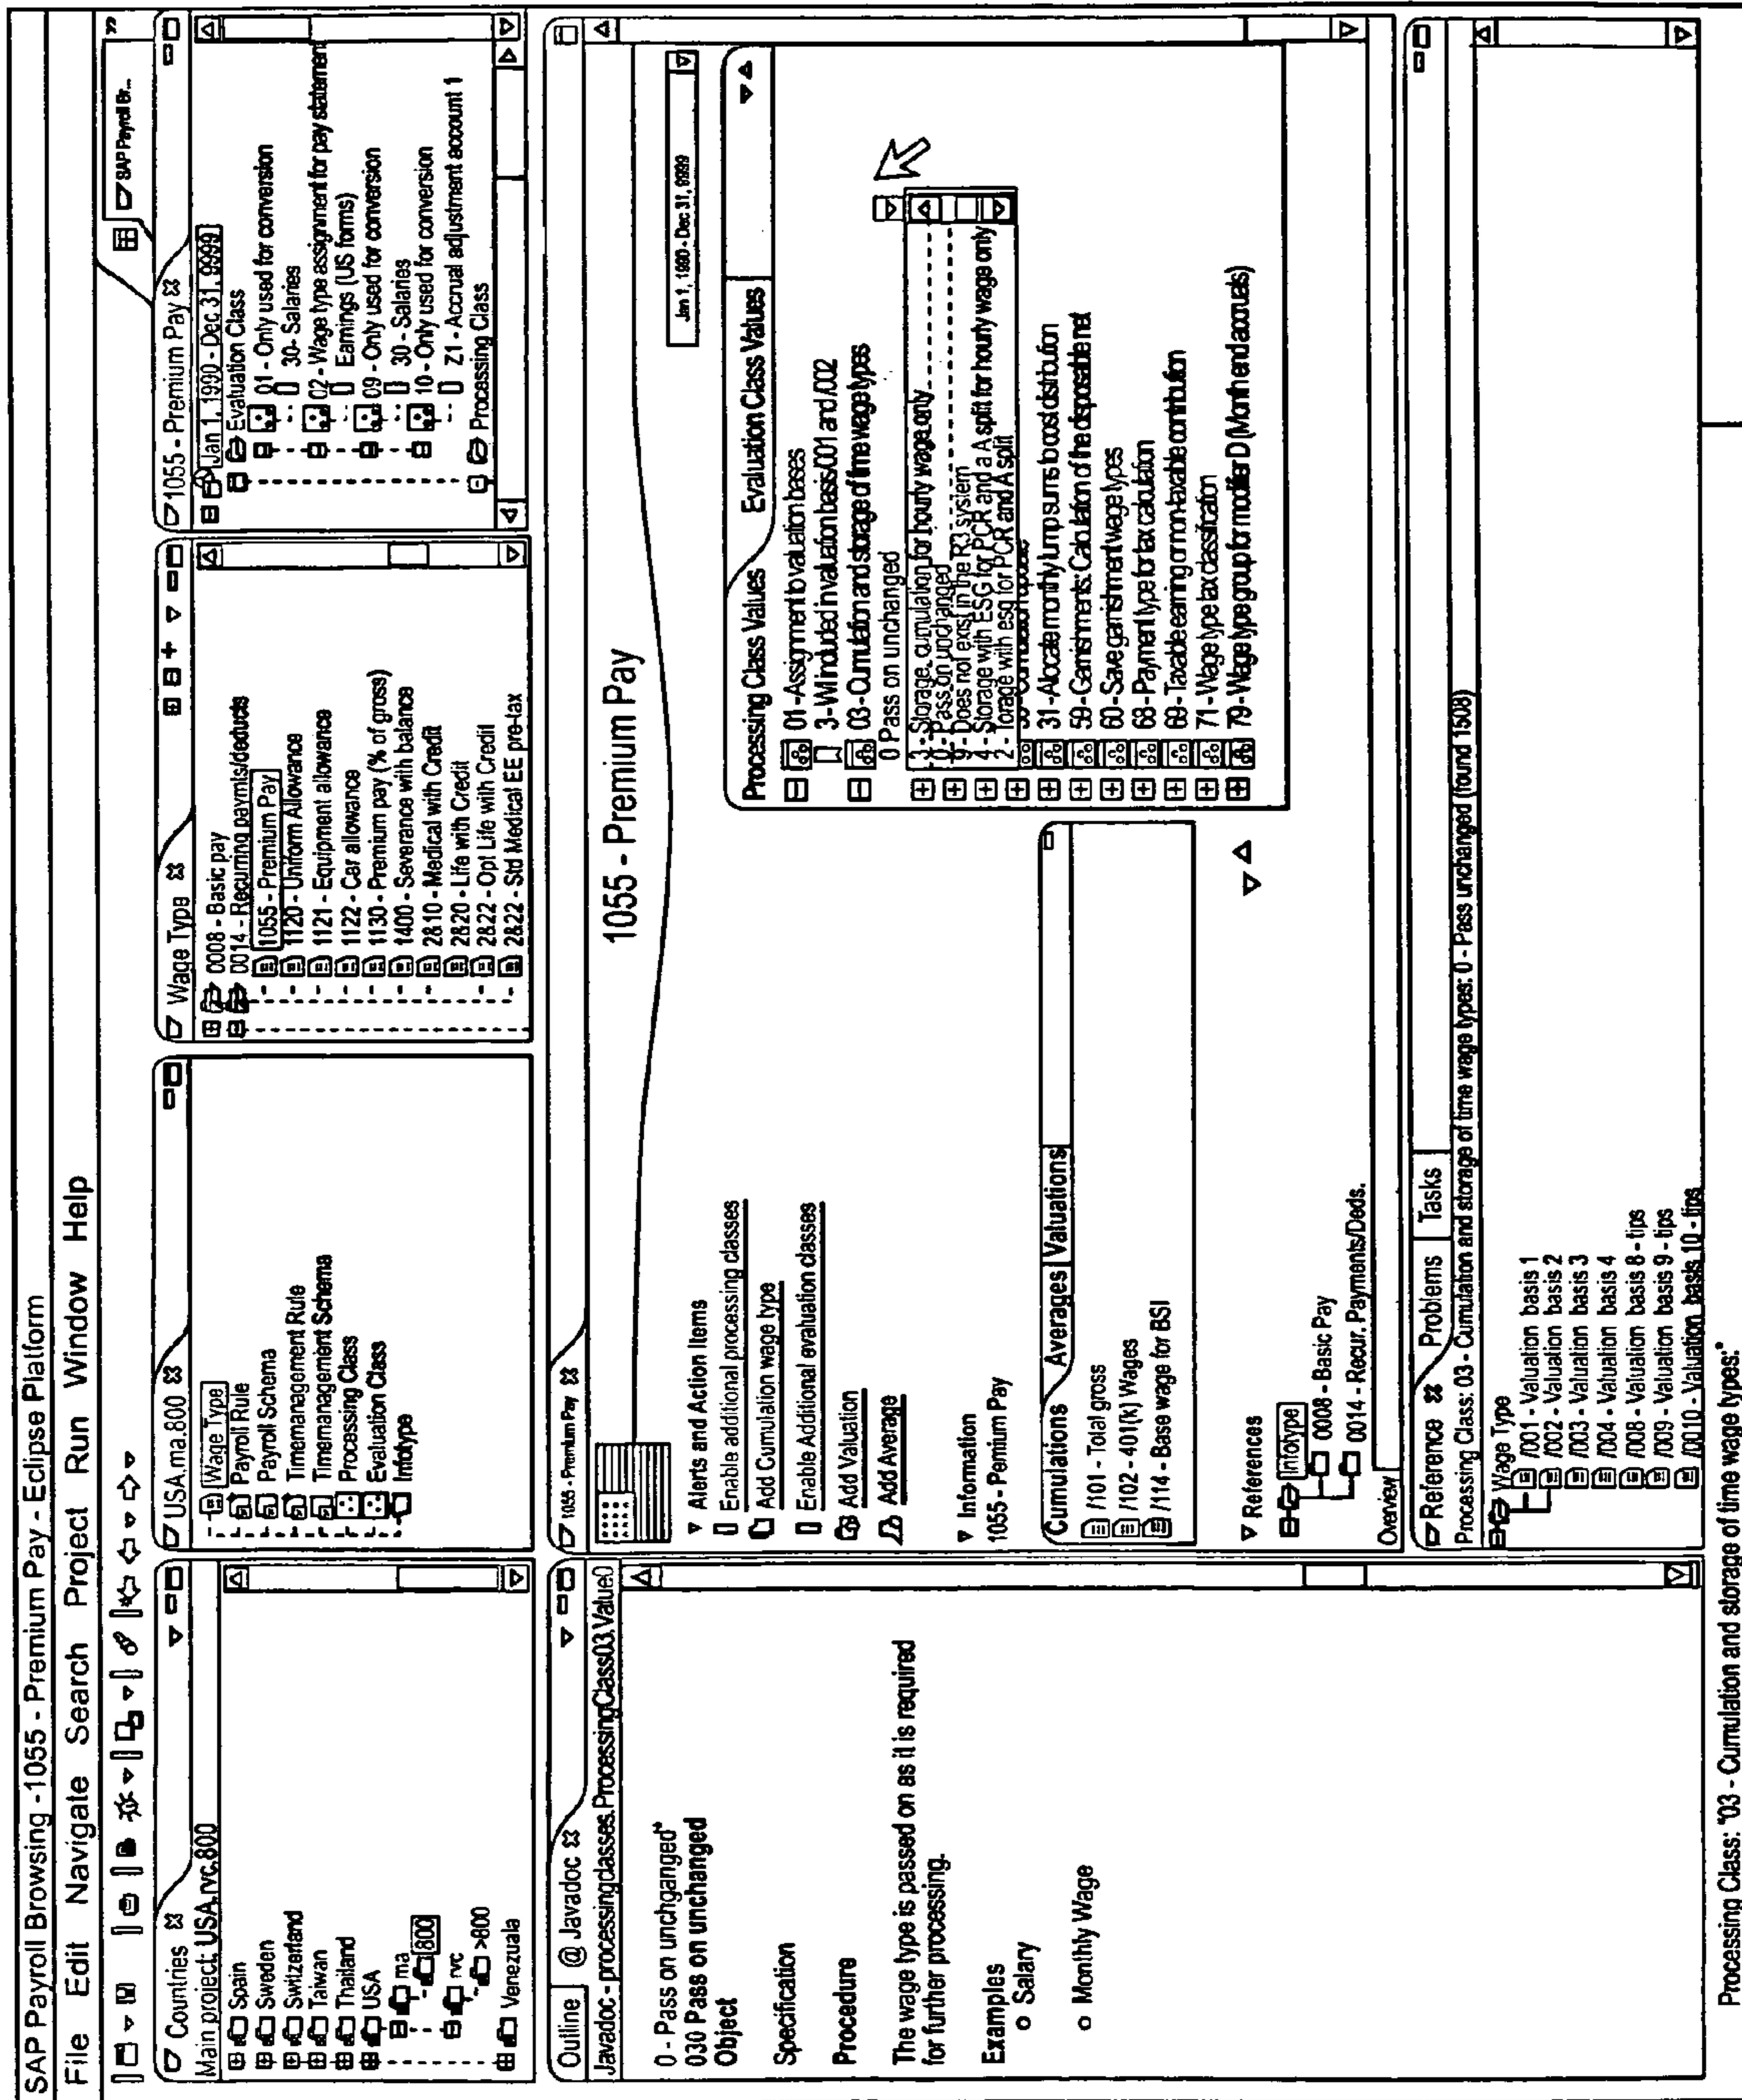 SAP Payroll Browsing -1055 - Premium Pay - Eclipse Platform
File Edit Navigate Search Project Run Window Help
SAP Payroll Br...
Countries
Main project: USA.rvc.800
Spain
Sweden
Switzerland
Taiwan
Thailand
USA
ma
800
rvc
>800
Venezuala
USA.ma.800
Wage Type
Payroll Rule
Payroll Schema
Timemanagement Rule
Timemanagement Schema
Processing Class
Evaluation Class
Infotype
Wage Type
0008 - Basic pay
0014 - Recurring paymts/deducts
1055 - Premium Pay
1120 - Uniform Allowance
1121 - Equipment allowance
1122 - Car allowance
1130 - Premium pay (% of gross)
1400 - Severance with balance
2&10 - Medical with Credit
2&20 - Life with Credit
2&22 - Opt Life with Credit
2&22 - Std Medical EE pre-tax
1055 - Premium Pay
Jan 1, 1990 - Dec 31, 9999
Evaluation Class
01 - Only used for conversion
30- Salaries
02 - Wage type assignment for pay statement
Earnings (US forms)
09 - Only used for conversion
30 - Salaries
10 - Only used for conversion
Z1 - Accrual adjustment account 1
Processing Class
Outline @ Javadoc
Javadoc - processingclasses.ProcessingClass03.Value0
0 - Pass on unchganged"
030 Pass on unchanged
Object
Specification
Procedure
The wage type is passed on as it is required
for further processing.
Examples
Salary
Monthly Wage
1055 - Premium Pay
1055 - Premium Pay
Jan 1, 1990 - Dec 31, 9999
Alerts and Action Items
Enable additional processing classes
Add Cumulation wage type
Enable Additional evaluation classes
Add Valuation
Add Average
Information
1055 - Pemium Pay
Cumulations Averages Valuations
/101 - Total gross
/102 - 401(k) Wages
/114 - Base wage for BSI
References
Infotype
0008 - Basic Pay
0014 - Recur. Payments/Deds.
Overview
Processing Class Values Evaluation Class Values
01-Assignment to valuation bases
3-WI included in valuation basis/001 and /002
03-Cumulation and storage of time wage types
0 Pass on unchanged
3 - Storage, cumulation for hourly wage only
0 - Pass on unchanged
9 - Does not exist in the R3 system
4 - Storage with ESG for PCR and a A split for hourly wage only
2 - Torage with esg for PCR and A split
31-Allocate monthly lump sums to cost distribution
59-Garnishments: Calculation of the disposable net
60-Save garnishment wage types
68-Payment type for tax calculation
69-Taxable earning or non-taxable contribution
71-Wage type tax classification
79-Wage type group for modifier D (Month end accruals)
Reference Problems Tasks
Processing Class: 03 - Cumulation and storage of time wage types: 0 - Pass unchanged (found 1508)
Wage Type
/001 - Valuation basis 1
/002 - Valuation basis 2
/003 - Valuation basis 3
/004 - Valuation basis 4
/008 - Valuation basis 8 - tips
/009 - Valuation basis 9 - tips
/0010 - Valuation basis 10 - tips
Processing Class: "03 - Cumulation and storage of time wage types:"